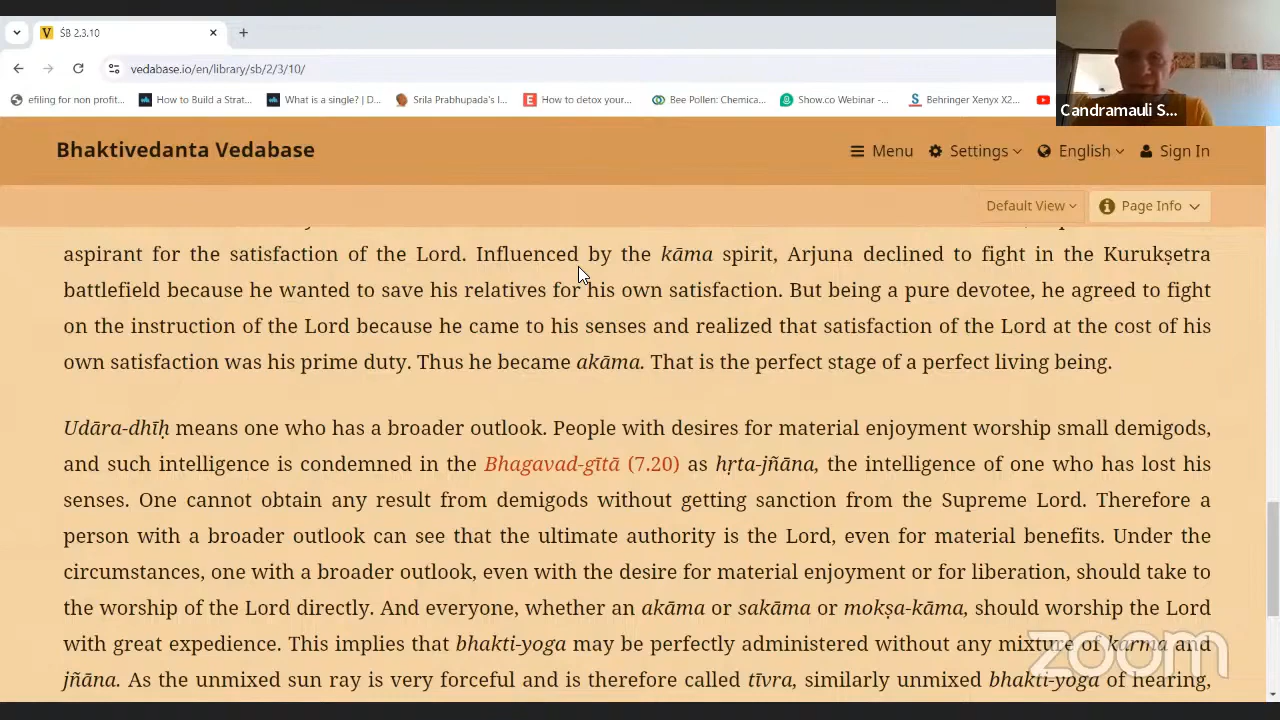 ŚB 2.3.10
vedabase.io/en/library/sb/2/3/10/
efiling for non profit...
How to Build a Strat...
What is a single | D...
Srila Prabhupada's l...
How to detox your...
Bee Pollen: Chemica...
Show.co Webinar -...
Behringer Xenyx X2...
Candramauli S...
Bhaktivedanta Vedabase
Menu
Settings
English
Sign In
Default View
Page Info
aspirant for the satisfaction of the Lord. Influenced by the kāma spirit, Arjuna declined to fight in the Kurukṣetra
battlefield because he wanted to save his relatives for his own satisfaction. But being a pure devotee, he agreed to fight
on the instruction of the Lord because he came to his senses and realized that satisfaction of the Lord at the cost of his
own satisfaction was his prime duty. Thus he became akāma. That is the perfect stage of a perfect living being.
Udāra-dhīḥ means one who has a broader outlook. People with desires for material enjoyment worship small demigods,
and such intelligence is condemned in the Bhagavad-gītā (7.20) as hṛta-jñāna, the intelligence of one who has lost his
senses. One cannot obtain any result from demigods without getting sanction from the Supreme Lord. Therefore a
person with a broader outlook can see that the ultimate authority is the Lord, even for material benefits. Under the
circumstances, one with a broader outlook, even with the desire for material enjoyment or for liberation, should take to
the worship of the Lord directly. And everyone, whether an akāma or sakāma or mokṣa-kāma, should worship the Lord
with great expedience. This implies that bhakti-yoga may be perfectly administered without any mixture of karma and
jñāna. As the unmixed sun ray is very forceful and is therefore called tīvra, similarly unmixed bhakti-yoga of hearing,
zoom